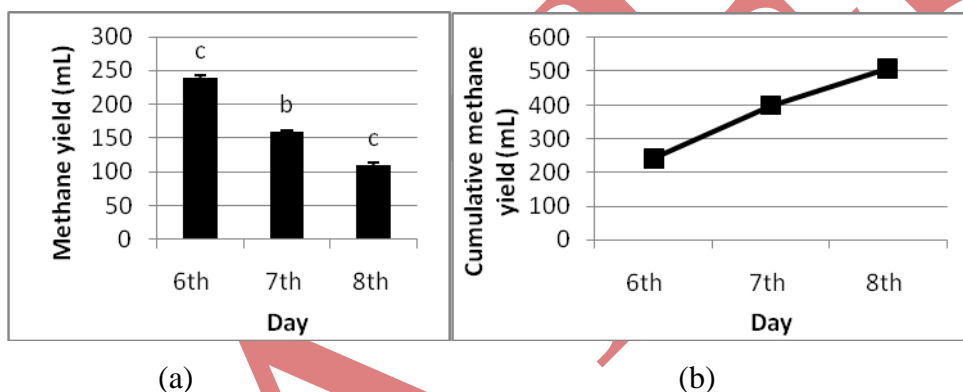 Methane yield (mL)
300
250
200
150
100
50
0
c
b
c
6th 7th 8th
Day
(a)
Cumulative methane
yield (mL)
600
500
400
300
200
100
0
6th 7th 8th
Day
(b)